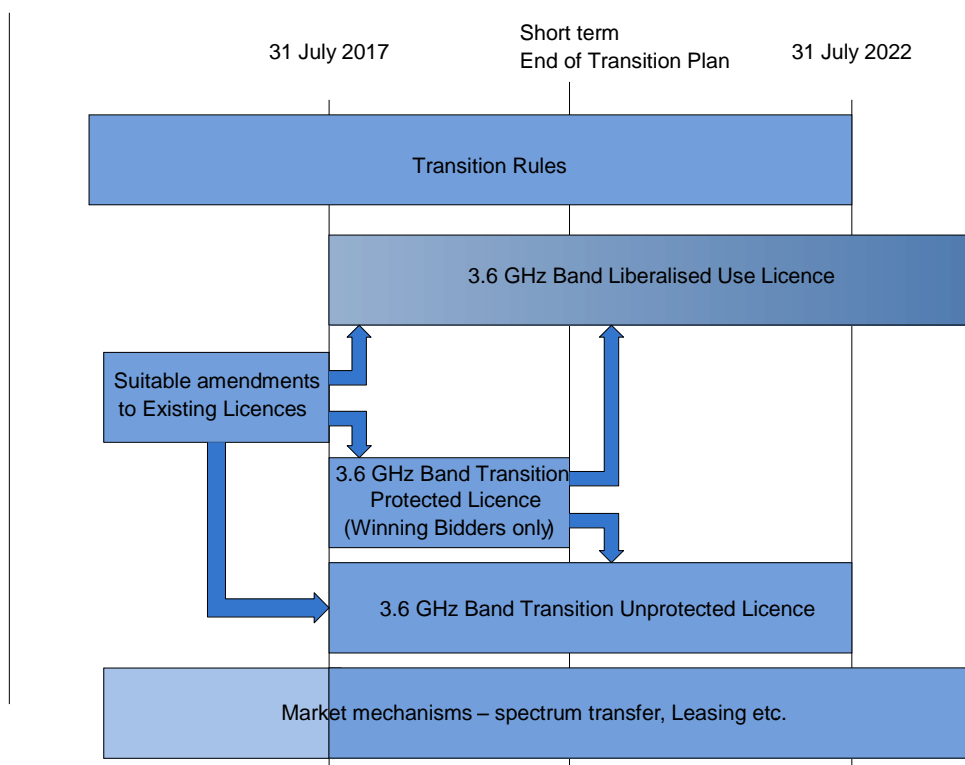 Short term
31 July 2017
End of Transition Plan
31 July 2022
Transition Rules
3.6 GHz Band Liberalised Use Licence
Suitable amendments
to Existing Licences
3.6 GHz Band Transition
Protected Licence
(Winning Bidders only)
3.6 GHz Band Transition Unprotected Licence
Market mechanisms – spectrum transfer, Leasing etc.